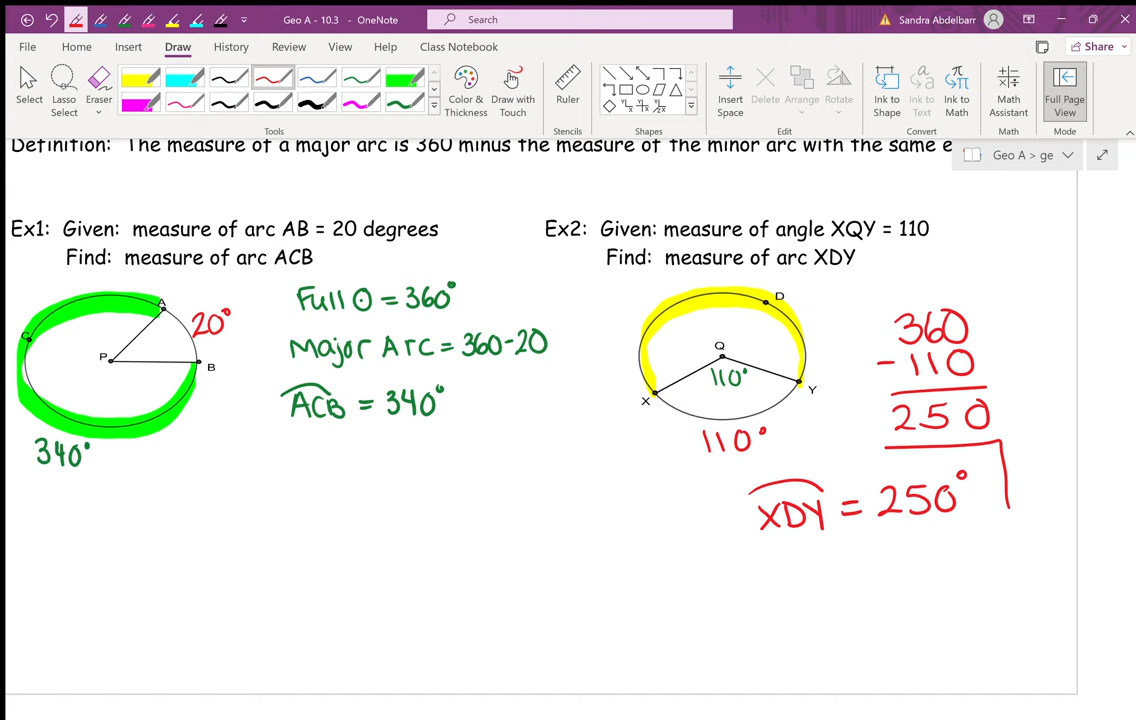 Geo A - 10.3 - OneNote
Search
Sandra Abdelbarr
File Home Insert Draw History Review View Help Class Notebook
Share
Select
Lasso Select
Eraser
Color & Thickness
Draw with Touch
Ruler
Insert Space
Delete
Arrange
Rotate
Ink to Shape
Ink to Text
Ink to Math
Math Assistant
Full Page View
Tools
Stencils
Shapes
Edit
Convert
Math
Mode
Definition: The measure of a major arc is 360 minus the measure of the minor arc with the same e
Geo A > ge
Ex1: Given: measure of arc AB = 20 degrees
Find: measure of arc ACB
A
C
P
B
20°
340°
Full ⊙ = 360°
Major Arc = 360-20
ACB = 340°
Ex2: Given: measure of angle XQY = 110
Find: measure of arc XDY
D
Q
110°
X
Y
110°
360
-110
250
XDY = 250°